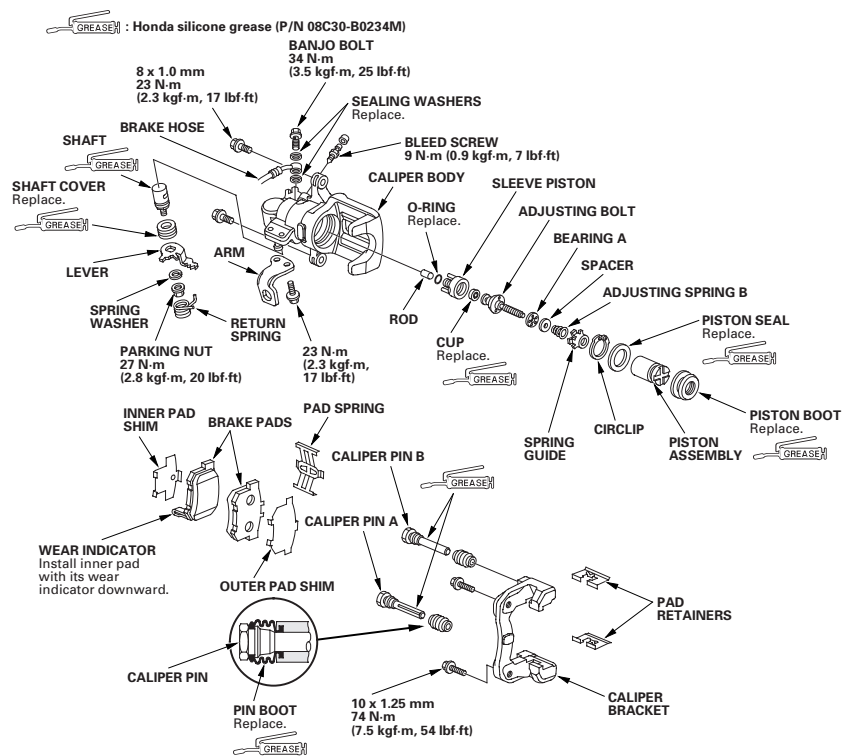 GREASE : Honda silicone grease (P/N 08C30-B0234M)
BANJO BOLT
34 N·m
(3.5 kgf·m, 25 lbf·ft)
8 x 1.0 mm
23 N·m
(2.3 kgf·m, 17 lbf·ft)
SEALING WASHERS
Replace.
BRAKE HOSE
BLEED SCREW
9 N·m (0.9 kgf·m, 7 lbf·ft)
SHAFT
GREASE
CALIPER BODY
SHAFT COVER
Replace.
GREASE
SLEEVE PISTON
O-RING
Replace.
ADJUSTING BOLT
BEARING A
SPACER
ADJUSTING SPRING B
LEVER
ARM
ROD
SPRING
WASHER
RETURN
SPRING
PARKING NUT
27 N·m
(2.8 kgf·m, 20 lbf·ft)
23 N·m
(2.3 kgf·m,
17 lbf·ft)
CUP
Replace.
GREASE
PISTON SEAL
Replace.
GREASE
SPRING
GUIDE
CIRCLIP
PISTON
ASSEMBLY
PISTON BOOT
Replace.
GREASE
INNER PAD
SHIM
BRAKE PADS
PAD SPRING
CALIPER PIN B
GREASE
CALIPER PIN A
WEAR INDICATOR
Install inner pad
with its wear
indicator downward.
OUTER PAD SHIM
PAD
RETAINERS
CALIPER PIN
PIN BOOT
Replace.
GREASE
10 x 1.25 mm
74 N·m
(7.5 kgf·m, 54 lbf·ft)
CALIPER
BRACKET